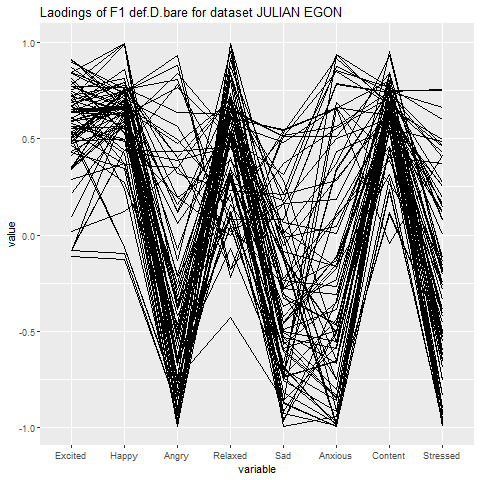 Laodings of F1 def.D.bare for dataset JULIAN EGON
1.0
0.5
0.0
-0.5
-1.0
value
Excited Happy Angry Relaxed Sad Anxious Content Stressed
variable